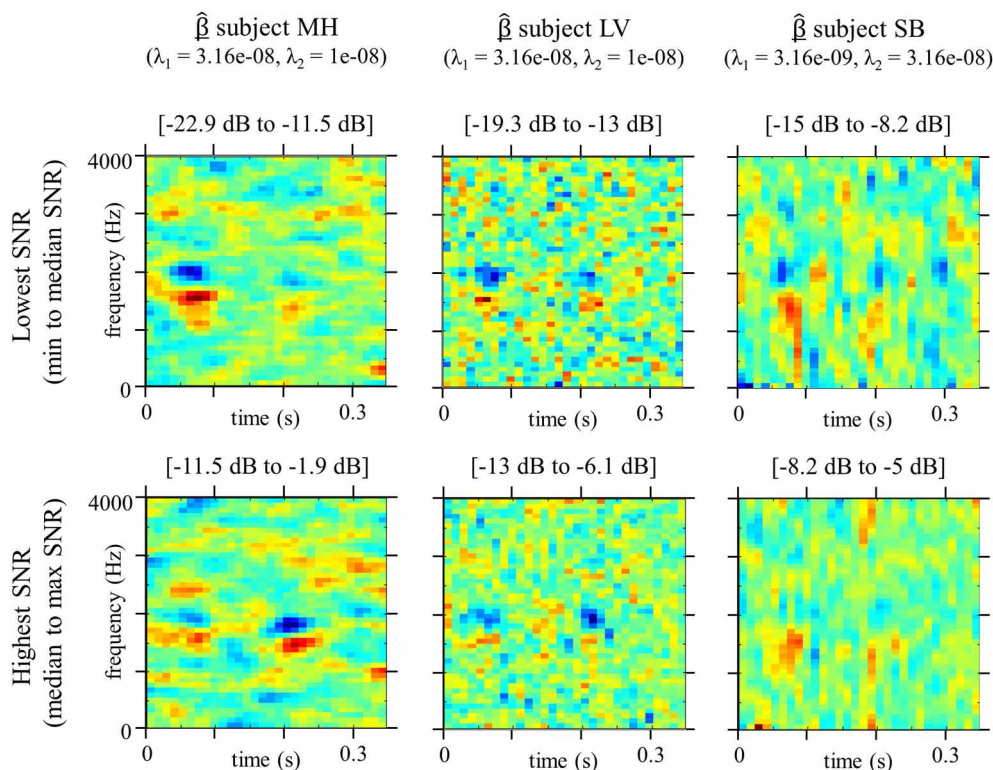 β̂ subject MH
(λ1 = 3.16e-08, λ2 = 1e-08)
β̂ subject LV
(λ1 = 3.16e-08, λ2 = 1e-08)
β̂ subject SB
(λ1 = 3.16e-09, λ2 = 3.16e-08)
Lowest SNR
(min to median SNR)
[-22.9 dB to -11.5 dB]
[-19.3 dB to -13 dB]
[-15 dB to -8.2 dB]
4000
frequency (Hz)
0
0 0.3
time (s)
0 0.3
time (s)
0 0.3
time (s)
Highest SNR
(median to max SNR)
[-11.5 dB to -1.9 dB]
[-13 dB to -6.1 dB]
[-8.2 dB to -5 dB]
4000
frequency (Hz)
0
0 0.3
time (s)
0 0.3
time (s)
0 0.3
time (s)